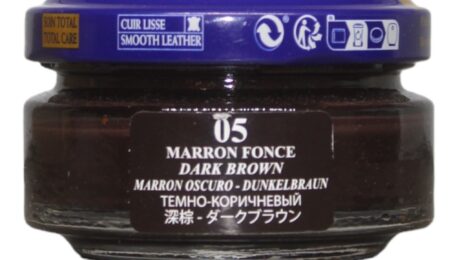 SOIN TOTAL
TOTAL CARE
CUIR LISSE
SMOOTH LEATHER
05
MARRON FONCE
DARK BROWN
MARRON OSCURO - DUNKELBRAUN
ТЕМНО-КОРИЧНЕВЫЙ
深棕 - ダークブラウン